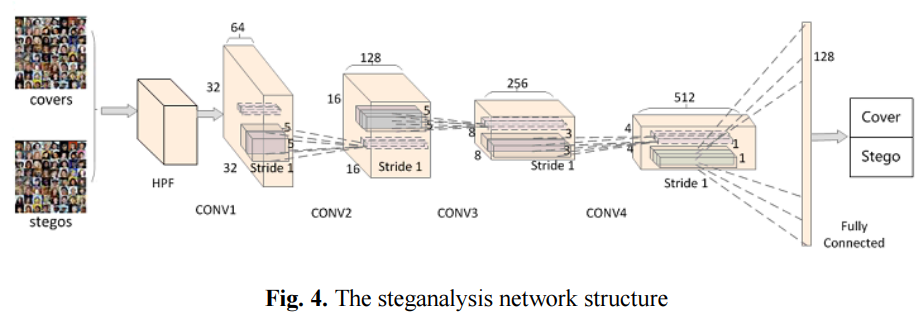 covers
stegos
HPF
64
32
32
5
5
Stride 1
CONV1
128
16
16
5
5
Stride 1
CONV2
256
8
8
3
3
Stride 1
CONV3
512
4
4
1
1
Stride 1
CONV4
128
Fully
Connected
Cover
Stego
Fig. 4. The steganalysis network structure